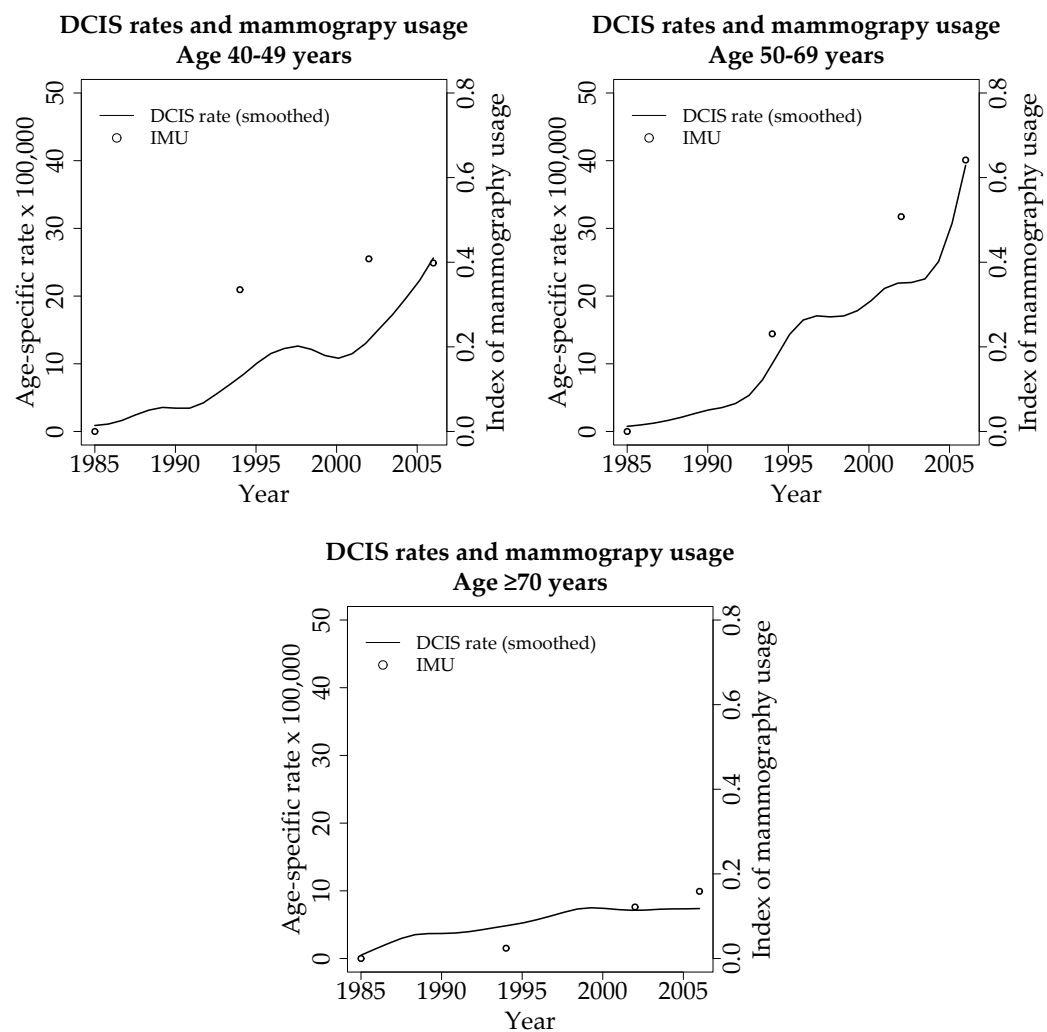 DCIS rates and mammograpy usage
Age 40-49 years
50
40
30
20
10
0
Age-specific rate x 100,000
DCIS rate (smoothed)
IMU
0.8
0.6
0.4
0.2
0.0
Index of mammography usage
1985 1990 1995 2000 2005
Year
DCIS rates and mammograpy usage
Age 50-69 years
50
40
30
20
10
0
Age-specific rate x 100,000
DCIS rate (smoothed)
IMU
0.8
0.6
0.4
0.2
0.0
Index of mammography usage
1985 1990 1995 2000 2005
Year
DCIS rates and mammograpy usage
Age ≥70 years
50
40
30
20
10
0
Age-specific rate x 100,000
DCIS rate (smoothed)
IMU
0.8
0.6
0.4
0.2
0.0
Index of mammography usage
1985 1990 1995 2000 2005
Year